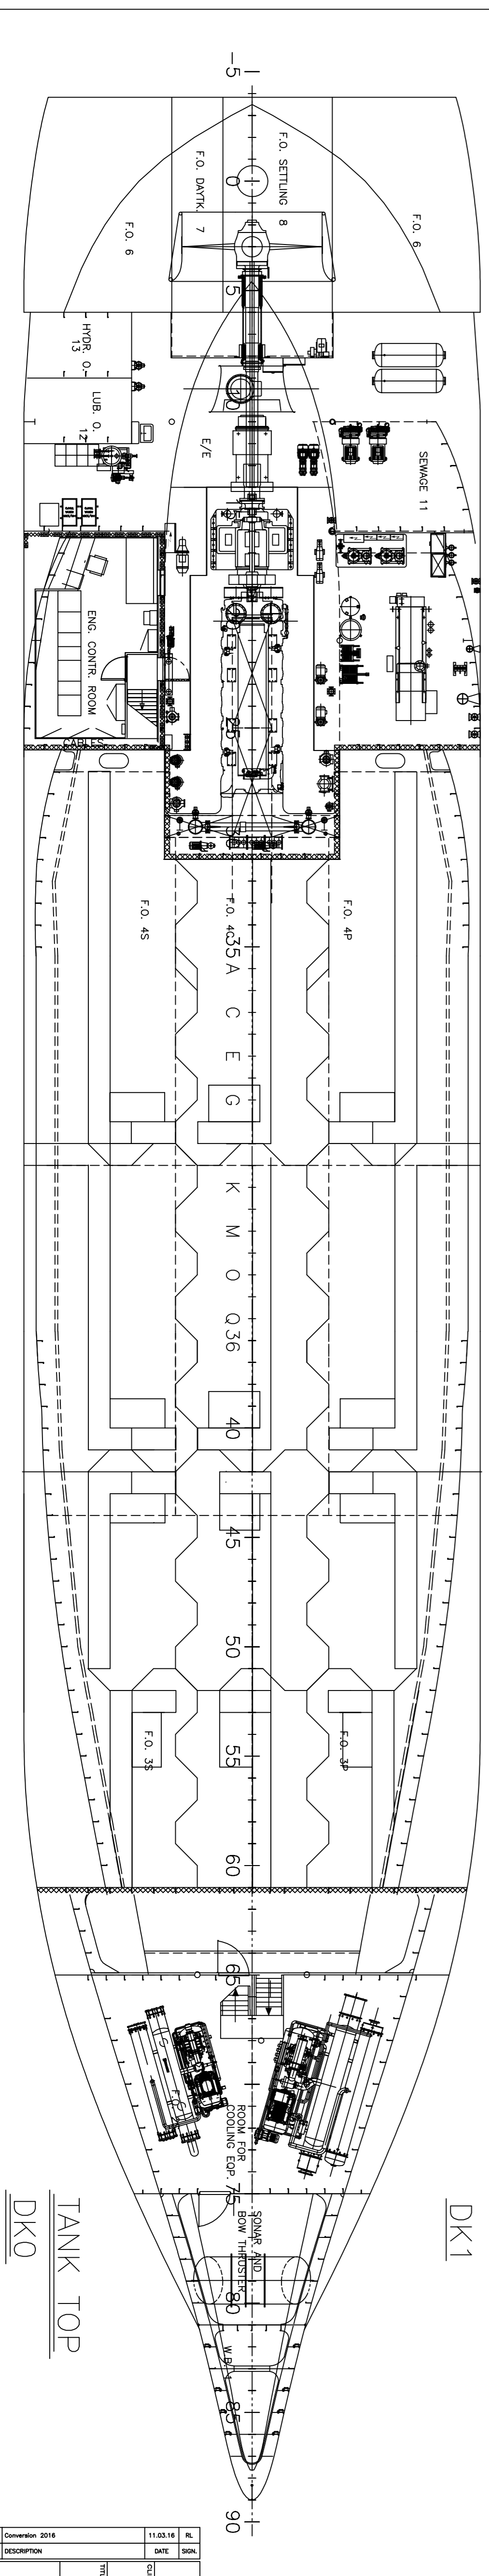 -5
F.O. SETTLING 8
0
F.O. DAYTK. 7
F.O. 6
F.O. 6
5
HYDR. O. 13
LUB. O. 12
E/E
SEWAGE 11
ENG. CONTR. ROOM
25
CABLES
F.O. 4S
F.O. 4C
F.O. 4P
35
A C E G
K M O Q
36
40
45
50
55
F.O. 3S
F.O. 3P
60
65
ROOM FOR
COOLING EQP.
75
SONAR AND
BOW THRUSTER
80
85
90
DK1
TANK TOP
DK0
Conversion 2016 11.03.16 RL
DESCRIPTION DATE SIGN.